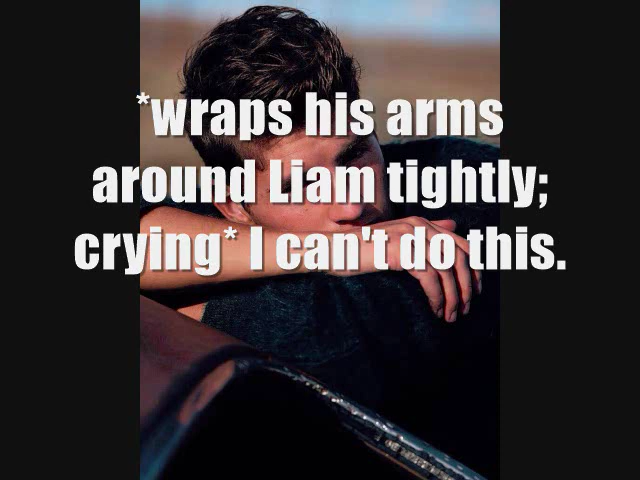 *wraps his arms
around Liam tightly;
crying* I can't do this.